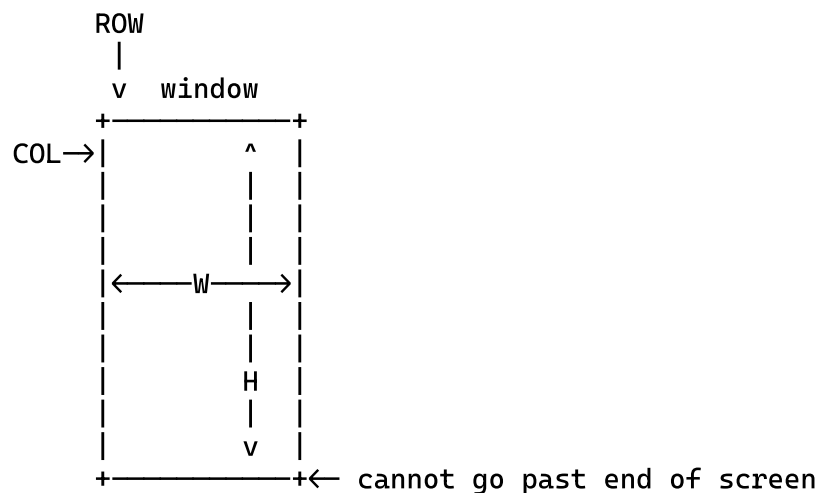 ROW
|
v window
+-----------+
COL->| ^ |
| | |
| | |
| | |
|<-----W----->|
| | |
| | |
| H |
| | |
| v |
+-----------+<- cannot go past end of screen